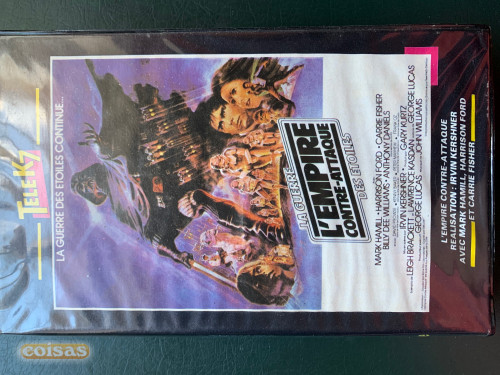 TELE K7
LA GUERRE DES ETOILES CONTINUE...
LA GUERRE
L'EMPIRE
CONTRE-ATTAQUE
DES ETOILES
MARK HAMILL · HARRISON FORD · CARRIE FISHER
BILLY DEE WILLIAMS · ANTHONY DANIELS
IRVIN KERSHNER · GARY KURTZ
LEIGH BRACKETT · LAWRENCE KASDAN · GEORGE LUCAS
GEORGE LUCAS · JOHN WILLIAMS
L'EMPIRE CONTRE-ATTAQUE
REALISATION : IRVIN KERSHNER
AVEC MARK HAMILL, HARRISON FORD
ET CARRIE FISHER
coisas